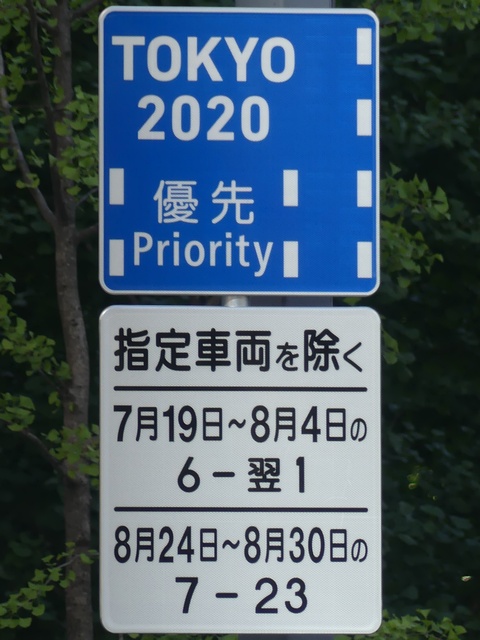 TOKYO
2020
優先
Priority
指定車両を除く
7月19日~8月4日の
6-翌1
8月24日~8月30日の
7-23